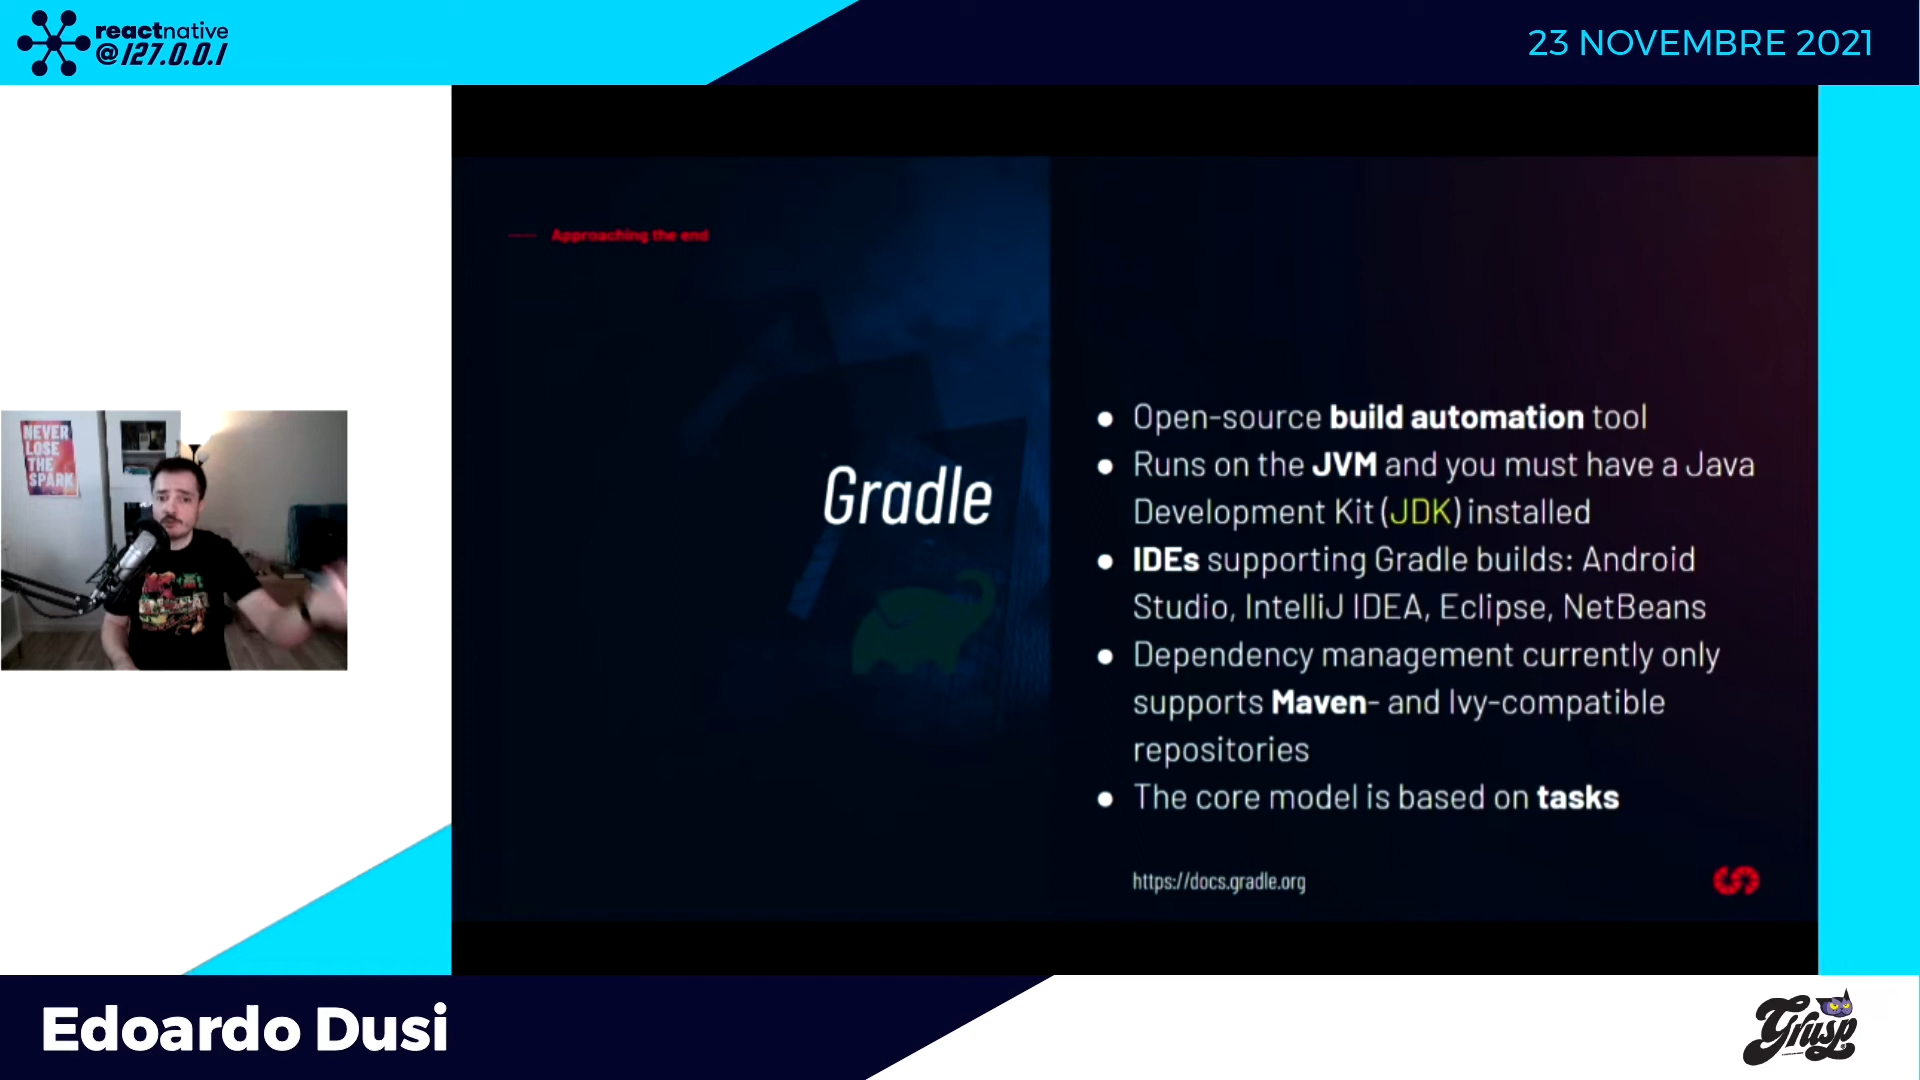 reactnative
@127.0.0.1
23 NOVEMBRE 2021
Approaching the end
NEVER
LOSE
THE
SPARK
Gradle
● Open-source build automation tool
● Runs on the JVM and you must have a Java
Development Kit (JDK) installed
● IDEs supporting Gradle builds: Android
Studio, IntelliJ IDEA, Eclipse, NetBeans
● Dependency management currently only
supports Maven- and Ivy-compatible
repositories
● The core model is based on tasks
https://docs.gradle.org
Edoardo Dusi
Grusp